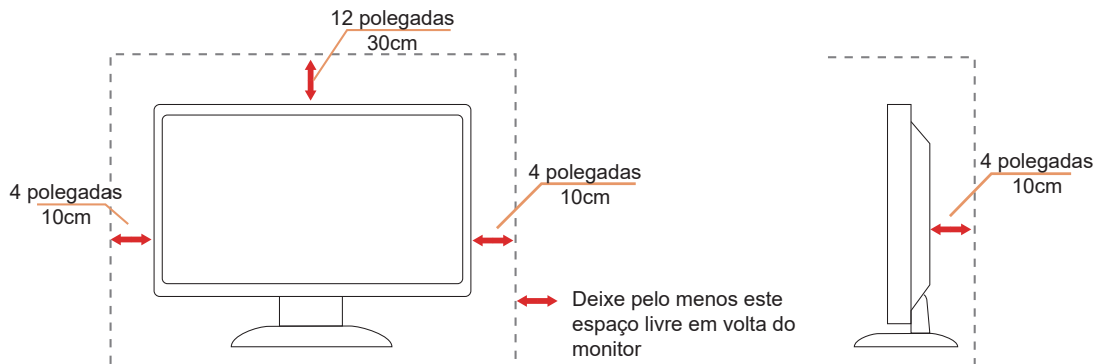 12 polegadas
30cm
4 polegadas
10cm
4 polegadas
10cm
Deixe pelo menos este
espaço livre em volta do
monitor
4 polegadas
10cm